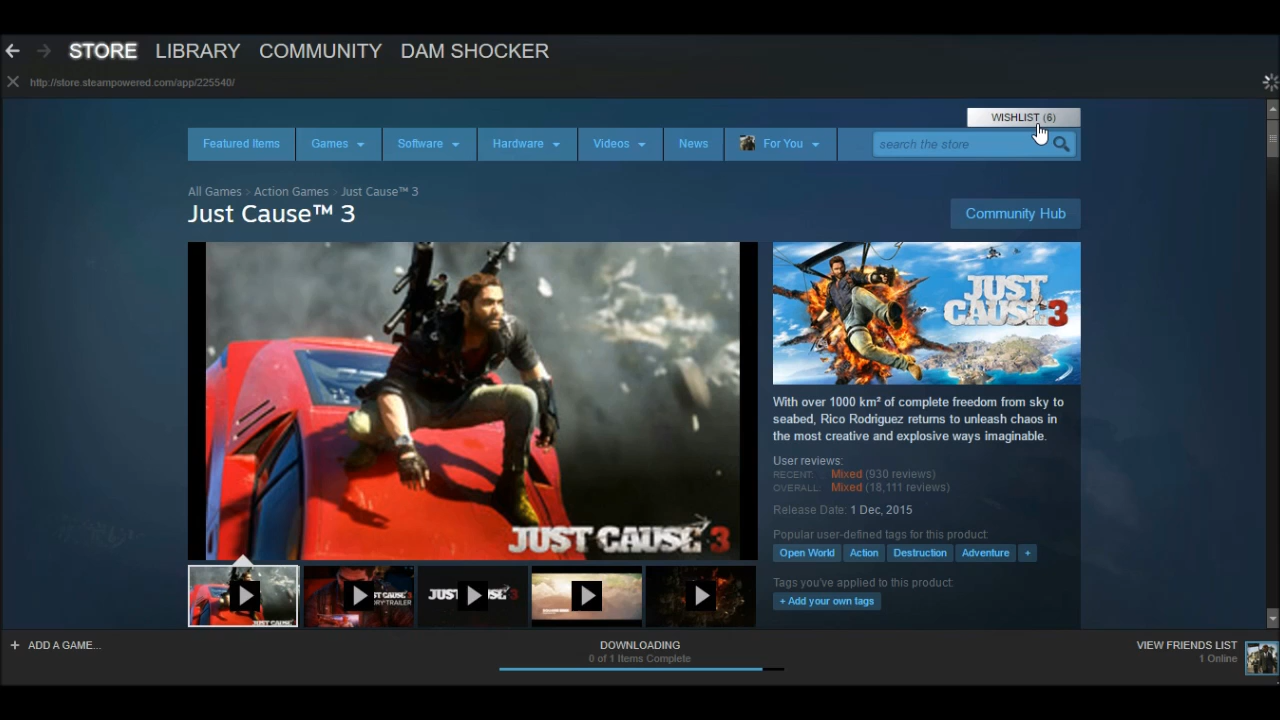 STORE LIBRARY COMMUNITY DAM SHOCKER
http://store.steampowered.com/app/225540/
WISHLIST (6)
Featured Items Games Software Hardware Videos News For You search the store
All Games > Action Games > Just Cause™ 3
Just Cause™ 3
Community Hub
JUST CAUSE 3
JUST CAUSE 3
With over 1000 km² of complete freedom from sky to
seabed, Rico Rodriguez returns to unleash chaos in
the most creative and explosive ways imaginable.
User reviews:
RECENT: Mixed (930 reviews)
OVERALL: Mixed (18,111 reviews)
Release Date: 1 Dec, 2015
Popular user-defined tags for this product:
Open World Action Destruction Adventure +
Tags you've applied to this product:
+ Add your own tags
JUST CAUSE
+ ADD A GAME...
DOWNLOADING
0 of 1 Items Complete
VIEW FRIENDS LIST
1 Online